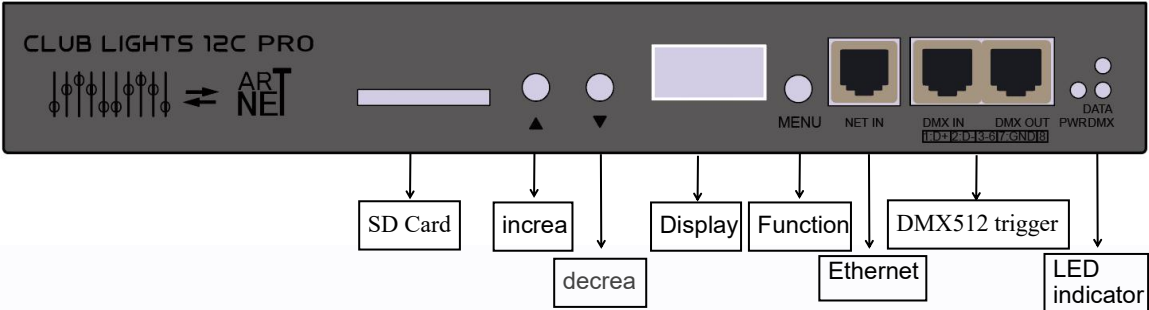 CLUB LIGHTS 12C PRO
ART
NET
▲
▼
MENU
NET IN
DMX IN
DMX OUT
1:D+ 2:D- 3-6 7:GND 8
DATA
PWR DMX
SD Card
increa
decrea
Display
Function
Ethernet
DMX512 trigger
LED
indicator